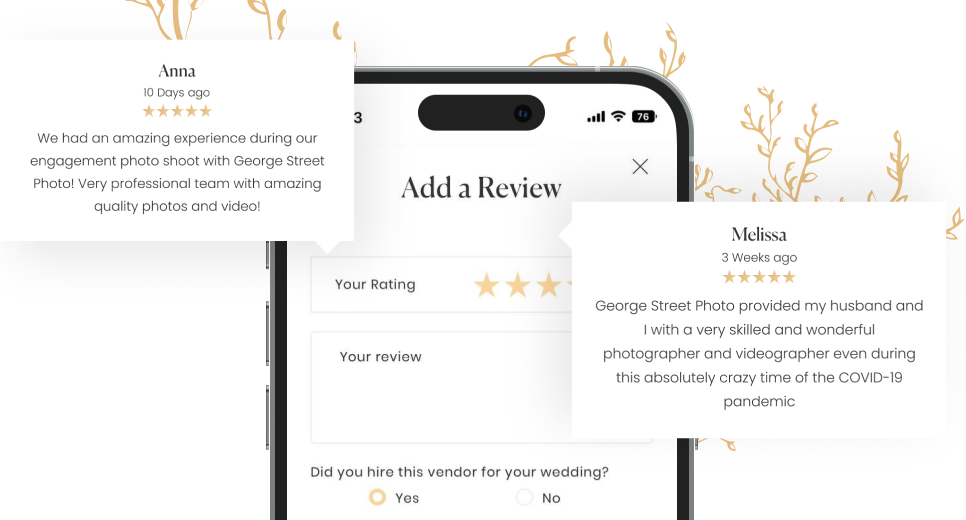 Anna
10 Days ago
We had an amazing experience during our
engagement photo shoot with George Street
Photo! Very professional team with amazing
quality photos and video!
3
76
Add a Review
Your Rating
Your review
Did you hire this vendor for your wedding?
Yes
No
Melissa
3 Weeks ago
George Street Photo provided my husband and
I with a very skilled and wonderful
photographer and videographer even during
this absolutely crazy time of the COVID-19
pandemic